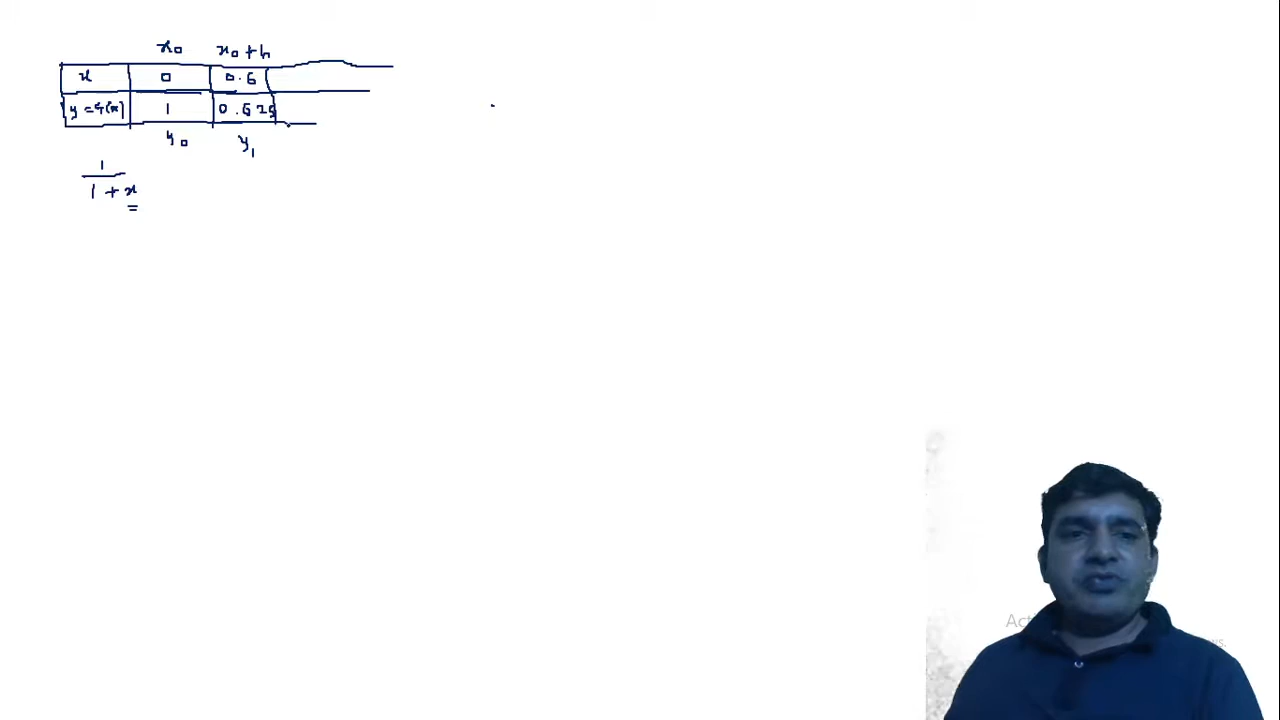 x₀ x₀+h
x 0 0.6
y = f(x) 1 0.625
y₀ y₁
1
1 + x